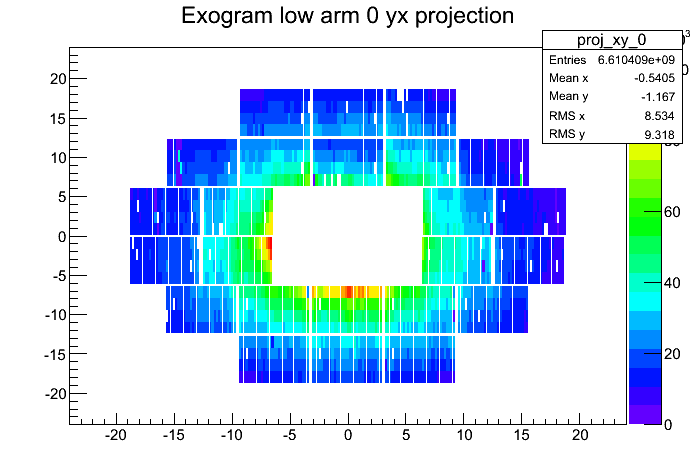 Exogram low arm 0 yx projection
proj_xy_0
Entries 6.610409e+09
Mean x -0.5405
Mean y -1.167
RMS x 8.534
RMS y 9.318
20
15
10
5
0
-5
-10
-15
-20
-20 -15 -10 -5 0 5 10 15 20
60
40
20
0